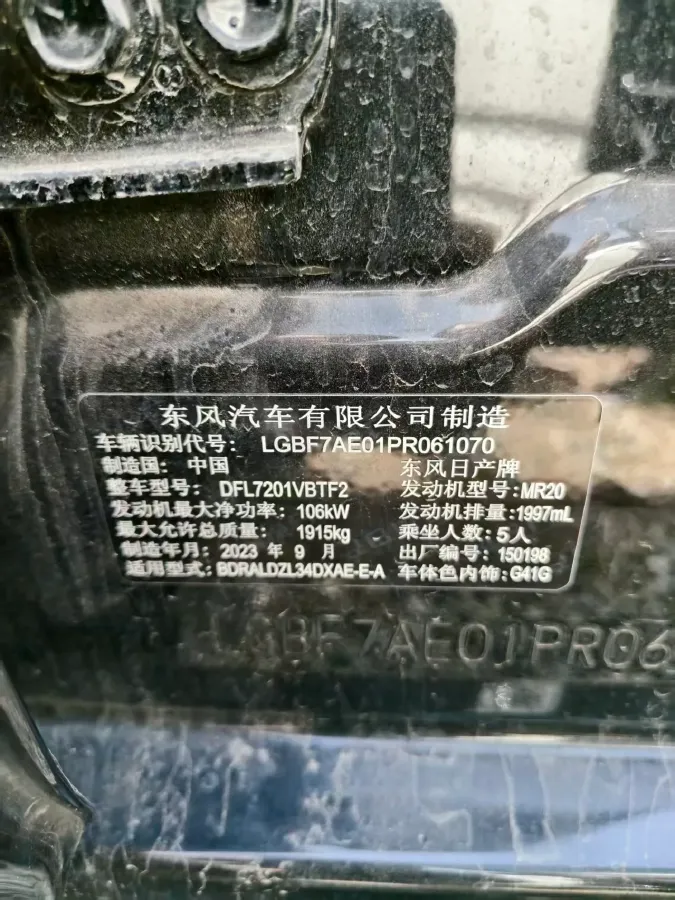 东风汽车有限公司制造
车辆识别代号： LGBF7AE01PR061070
制造国： 中国 东风日产牌
整车型号： DFL7201VBTF2 发动机型号：MR20
发动机最大净功率： 106kW 发动机排量：1997mL
最大允许总质量： 1915kg 乘坐人数：5人
制造年月：2023 年 9 月 出厂编号：150198
适用型式：BDRALDZL34DXAE-E-A 车体色内饰：G41G
LGBF7AE01PR06